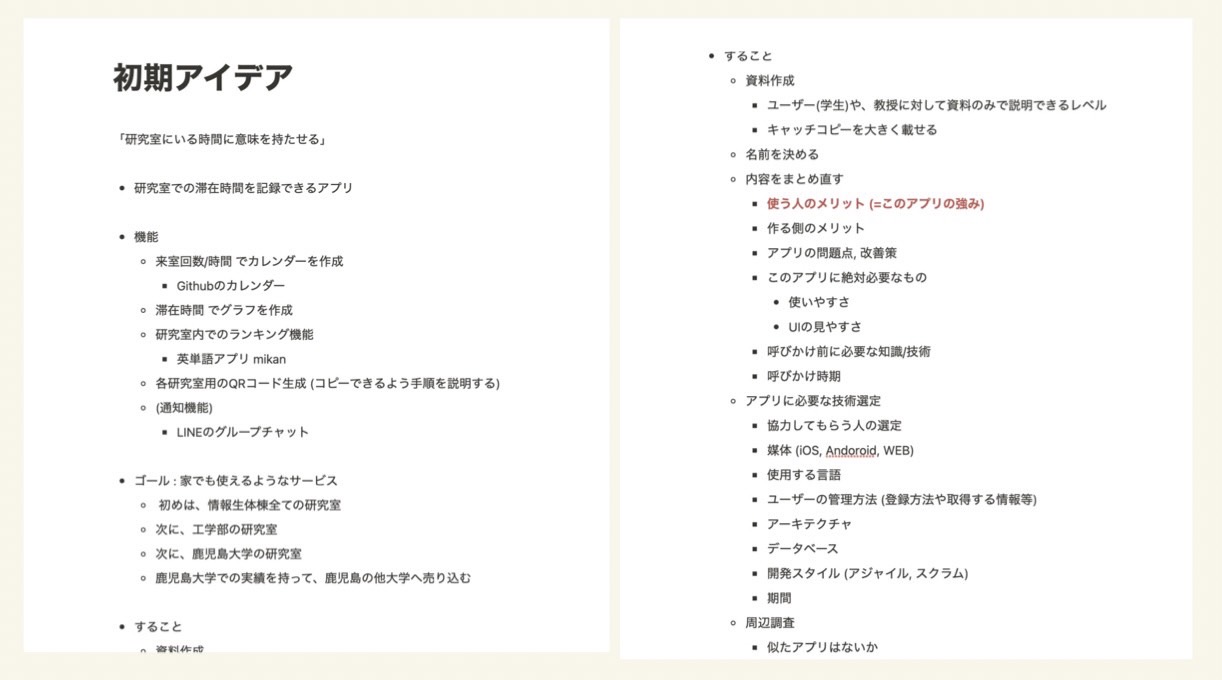 初期アイデア
「研究室にいる時間に意味を持たせる」
• 研究室での滞在時間を記録できるアプリ
• 機能
◦ 来室回数/時間 でカレンダーを作成
▪ Githubのカレンダー
◦ 滞在時間 でグラフを作成
◦ 研究室内でのランキング機能
▪ 英単語アプリ mikan
◦ 各研究室用のQRコード生成 (コピーできるよう手順を説明する)
◦ (通知機能)
▪ LINEのグループチャット
• ゴール : 家でも使えるようなサービス
◦ 初めは、情報生体棟全ての研究室
◦ 次に、工学部の研究室
◦ 次に、鹿児島大学の研究室
◦ 鹿児島大学での実績を持って、鹿児島の他大学へ売り込む
• すること
◦ 資料作成
• すること
◦ 資料作成
▪ ユーザー(学生)や、教授に対して資料のみで説明できるレベル
▪ キャッチコピーを大きく載せる
◦ 名前を決める
◦ 内容をまとめ直す
▪ 使う人のメリット (=このアプリの強み)
▪ 作る側のメリット
▪ アプリの問題点, 改善策
▪ このアプリに絶対必要なもの
• 使いやすさ
• UIの見やすさ
▪ 呼びかけ前に必要な知識/技術
▪ 呼びかけ時期
◦ アプリに必要な技術選定
▪ 協力してもらう人の選定
▪ 媒体 (iOS, Andoroid, WEB)
▪ 使用する言語
▪ ユーザーの管理方法 (登録方法や取得する情報等)
▪ アーキテクチャ
▪ データベース
▪ 開発スタイル (アジャイル, スクラム)
▪ 期間
◦ 周辺調査
▪ 似たアプリはないか